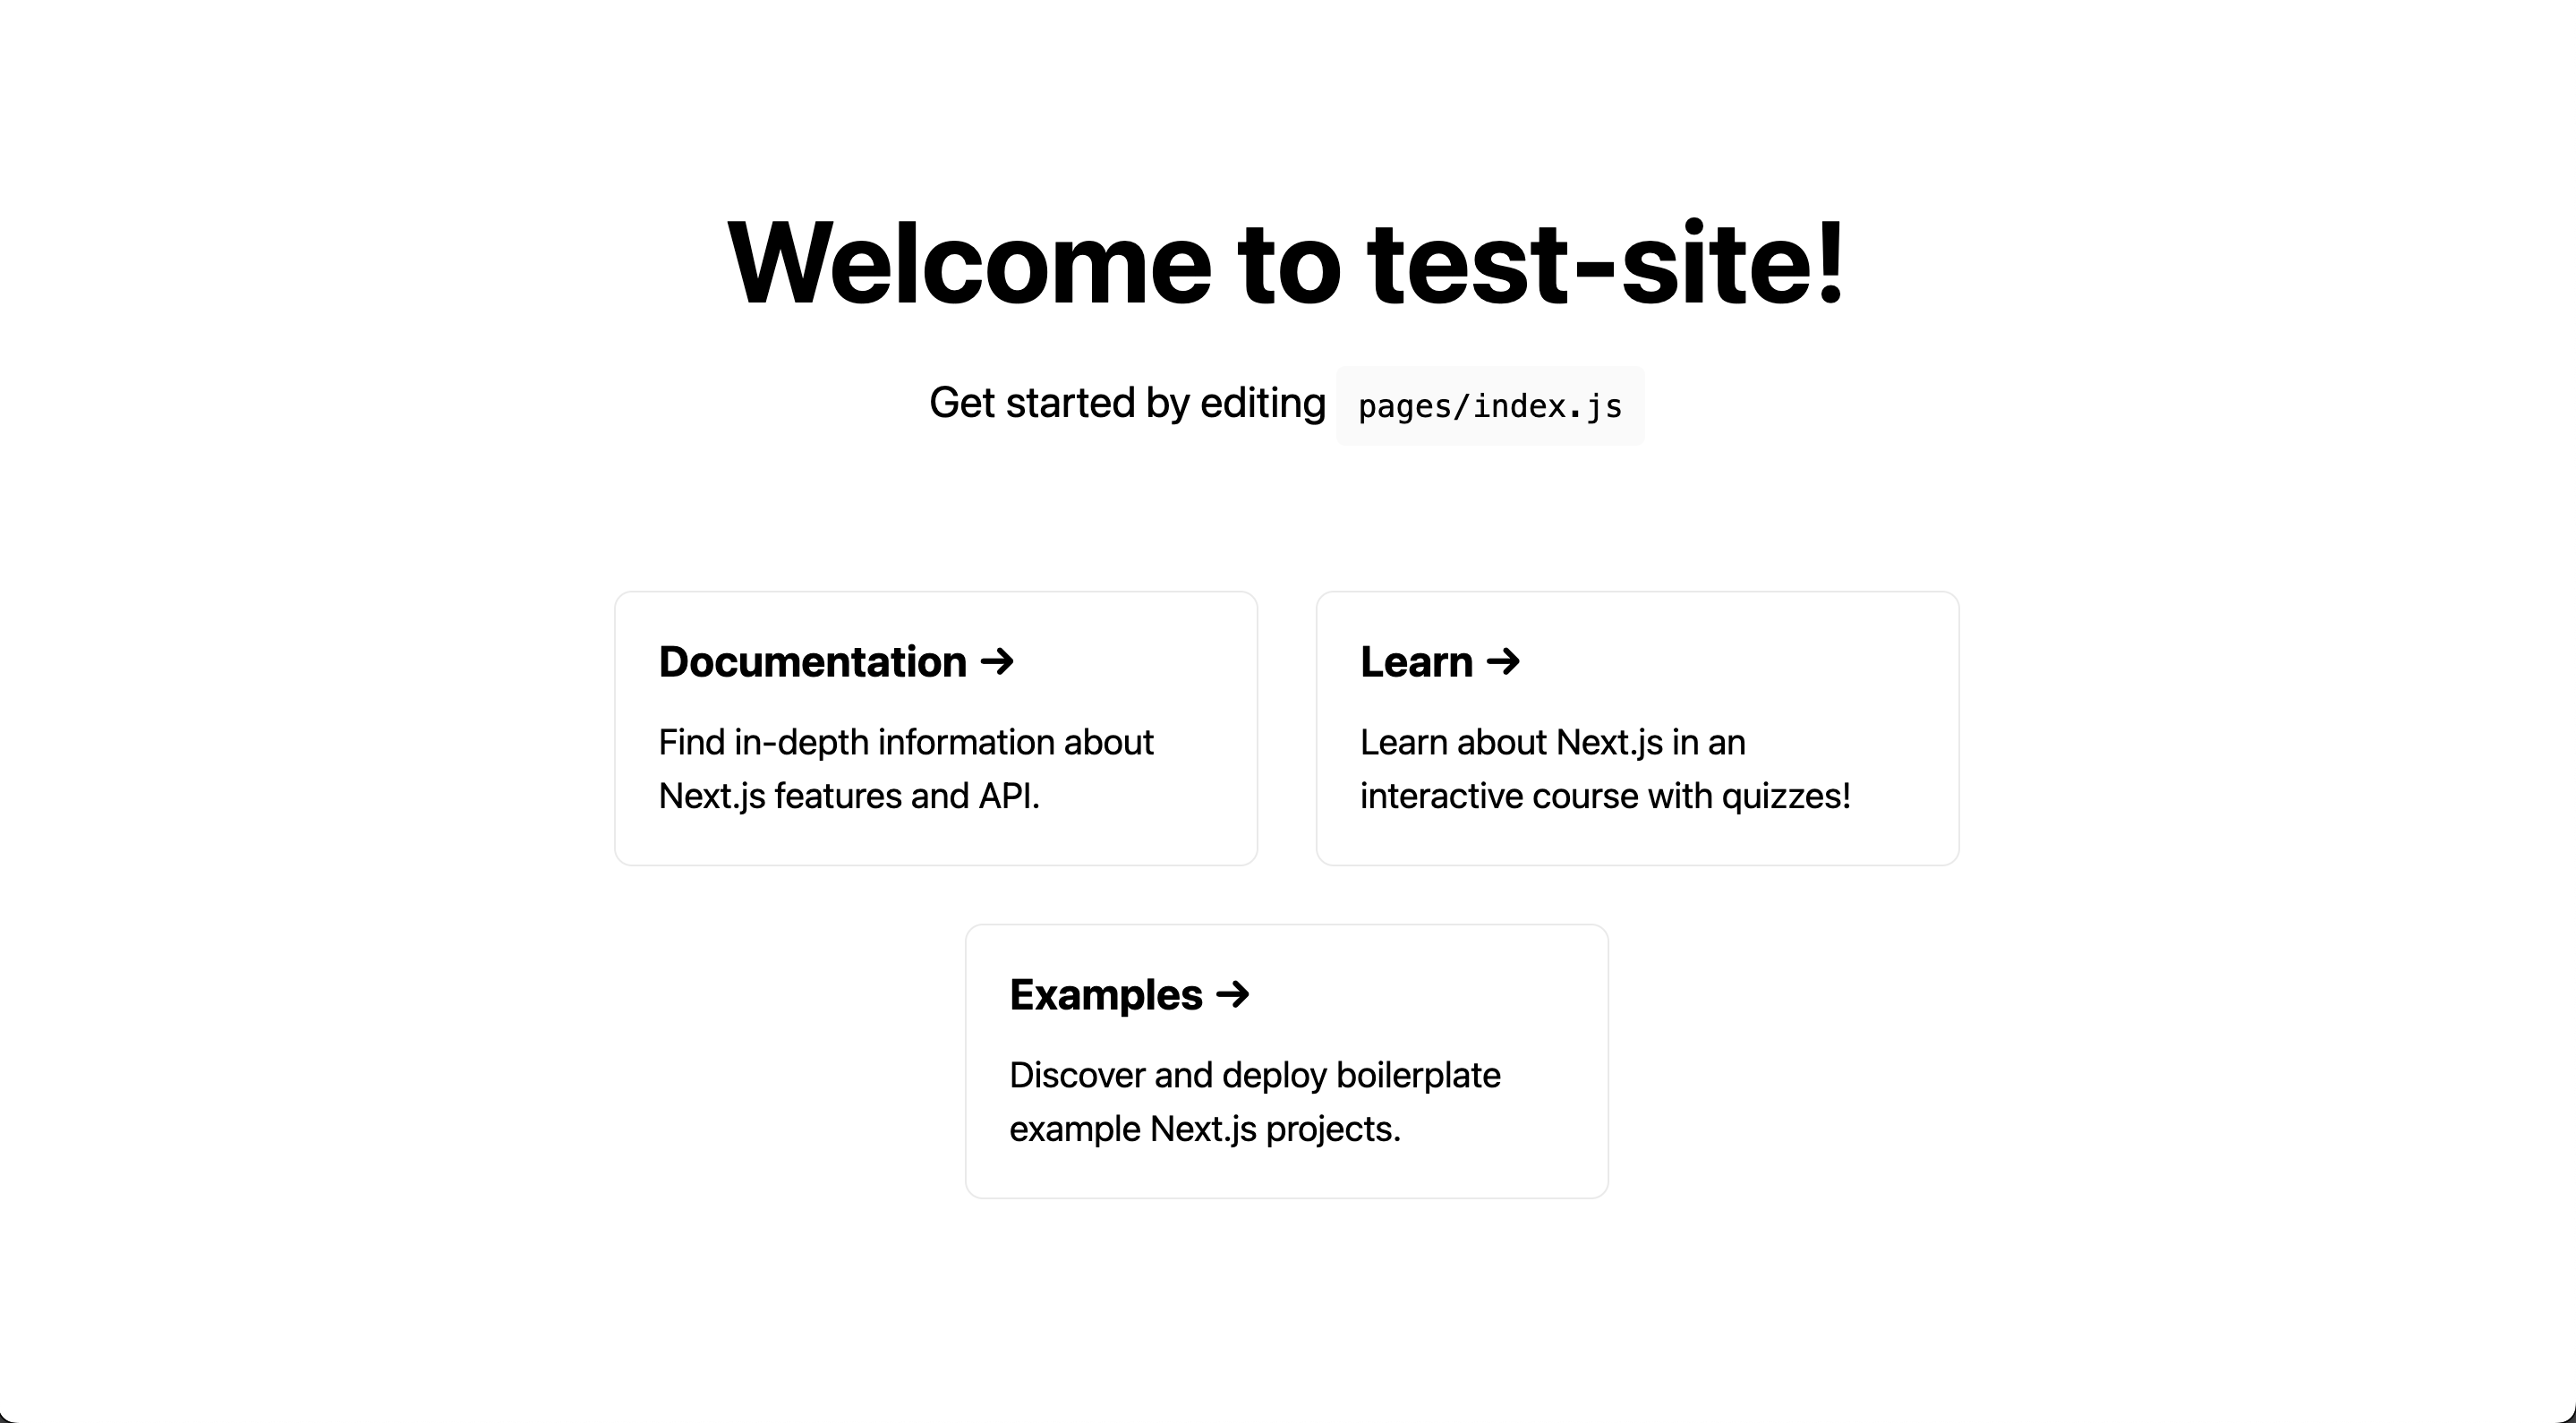 Welcome to test-site!
Get started by editing pages/index.js
Documentation →
Find in-depth information about
Next.js features and API.
Learn →
Learn about Next.js in an
interactive course with quizzes!
Examples →
Discover and deploy boilerplate
example Next.js projects.